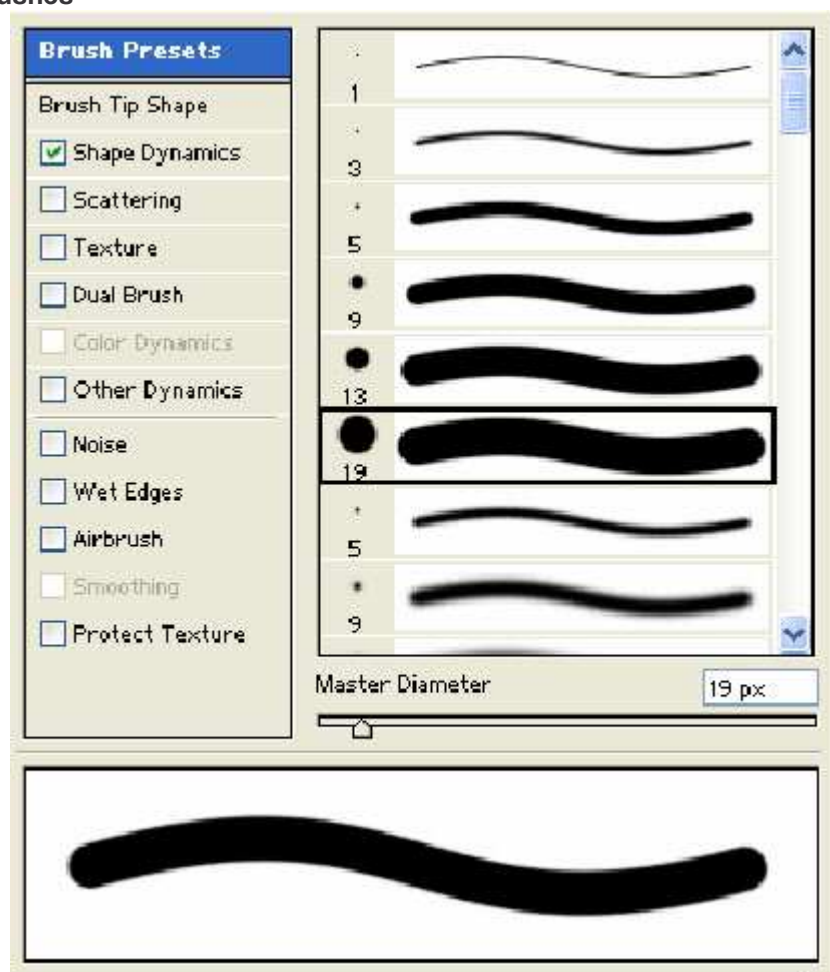 Brush Presets
Brush Tip Shape
Shape Dynamics
Scattering
Texture
Dual Brush
Color Dynamics
Other Dynamics
Noise
Wet Edges
Airbrush
Smoothing
Protect Texture
1
3
5
9
13
19
5
9
Master Diameter
19 px